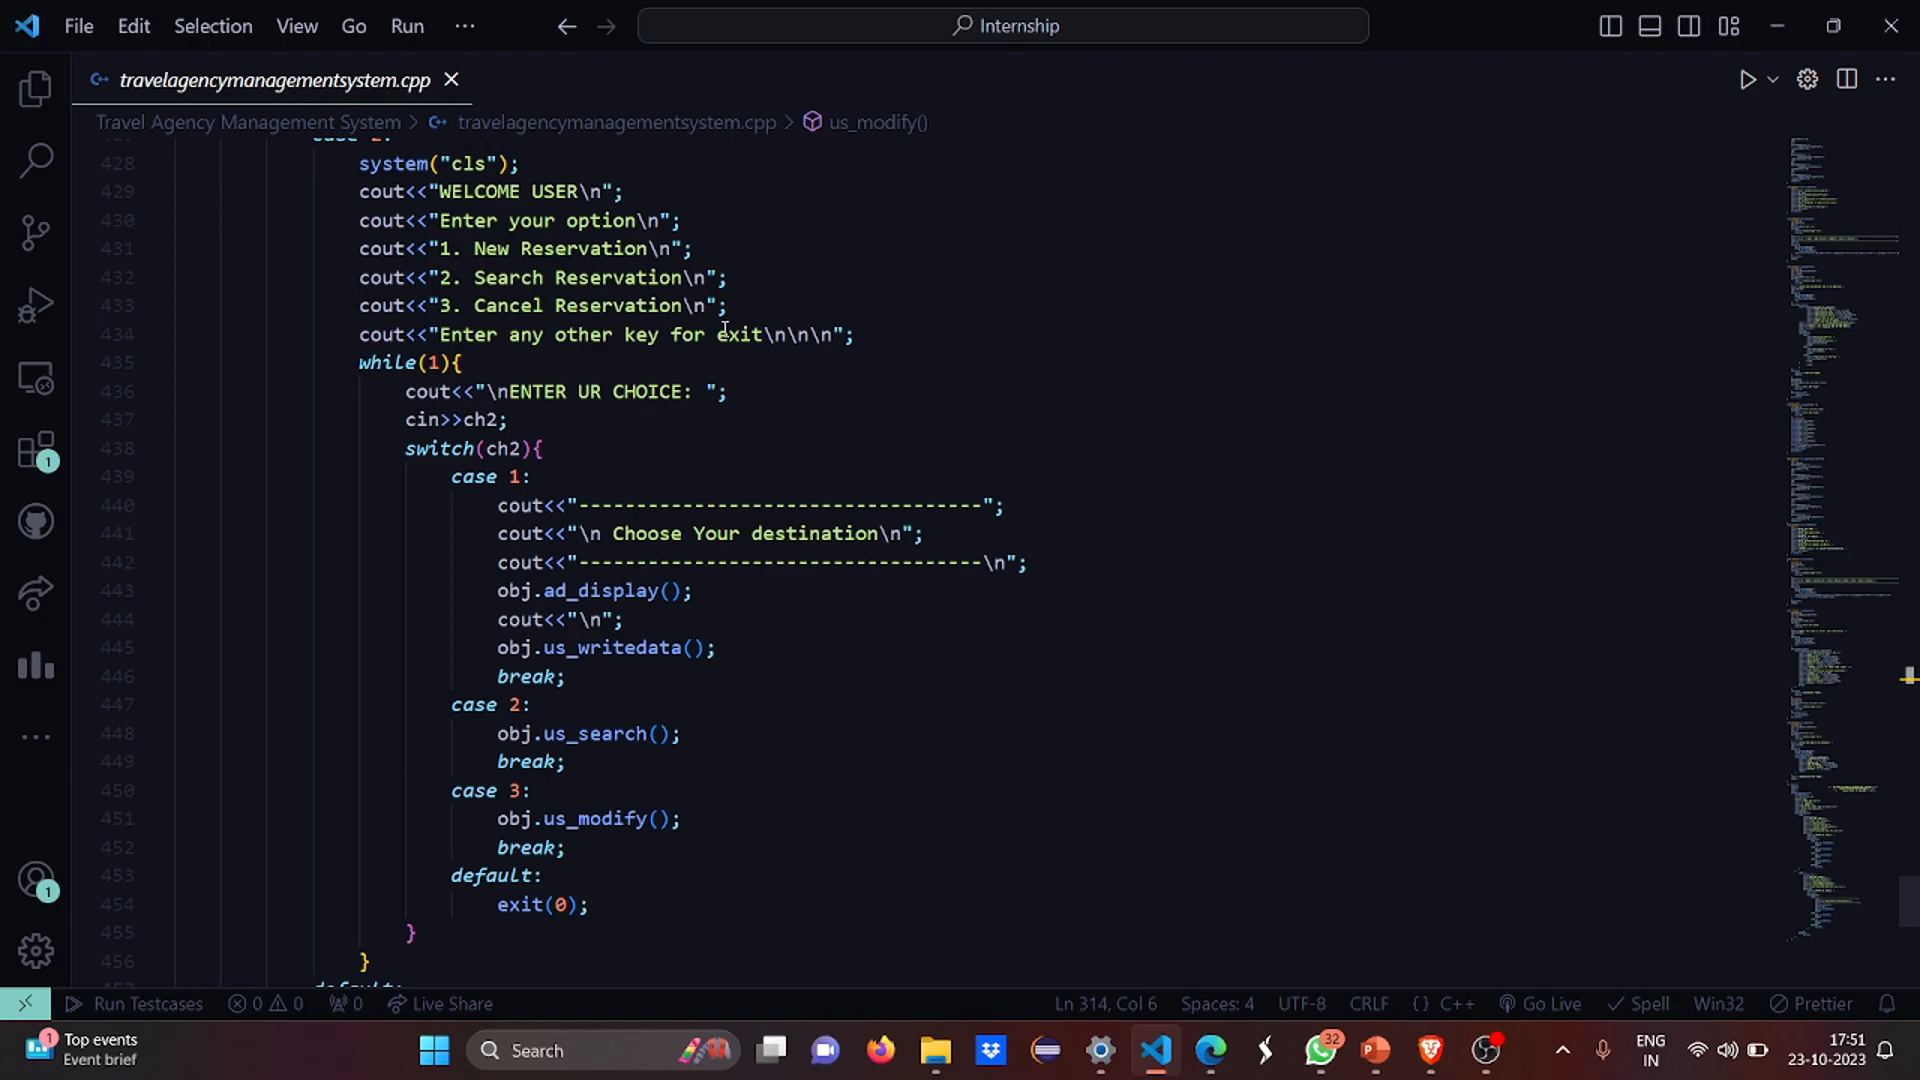 File Edit Selection View Go Run ··· Internship
travelagencymanagementsystem.cpp
Travel Agency Management System > travelagencymanagementsystem.cpp > us_modify()
428 system("cls");
429 cout<<"WELCOME USER\n";
430 cout<<"Enter your option\n";
431 cout<<"1. New Reservation\n";
432 cout<<"2. Search Reservation\n";
433 cout<<"3. Cancel Reservation\n";
434 cout<<"Enter any other key for exit\n\n\n";
435 while(1){
436 cout<<"\nENTER UR CHOICE: ";
437 cin>>ch2;
438 switch(ch2){
439 case 1:
440 cout<<"-----------------------------------";
441 cout<<"\n Choose Your destination\n";
442 cout<<"-----------------------------------\n";
443 obj.ad_display();
444 cout<<"\n";
445 obj.us_writedata();
446 break;
447 case 2:
448 obj.us_search();
449 break;
450 case 3:
451 obj.us_modify();
452 break;
453 default:
454 exit(0);
455 }
456 }
default:
1
1
Run Testcases 0 0 0 Live Share Ln 314, Col 6 Spaces: 4 UTF-8 CRLF {} C++ Go Live Spell Win32 Prettier
1 Top events
Event brief
Search
32
ENG
IN
17:51
23-10-2023